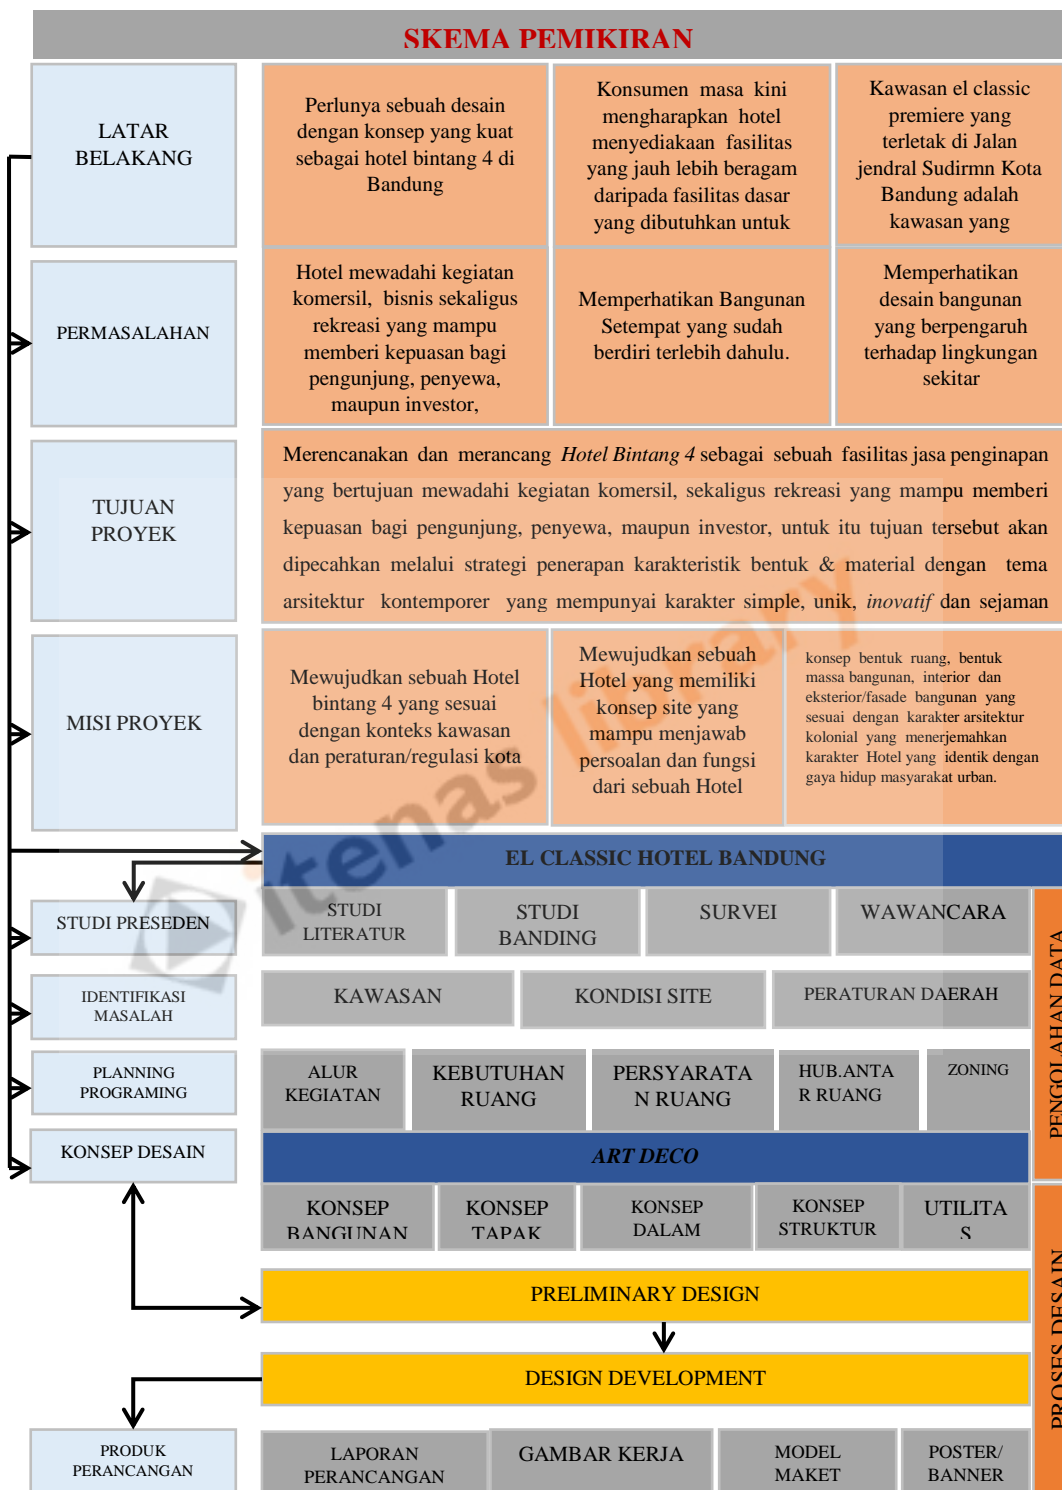 SKEMA PEMIKIRAN
LATAR
BELAKANG
Perlunya sebuah desain
dengan konsep yang kuat
sebagai hotel bintang 4 di
Bandung
Konsumen masa kini
mengharapkan hotel
menyediakaan fasilitas
yang jauh lebih beragam
daripada fasilitas dasar
yang dibutuhkan untuk
Kawasan el classic
premiere yang
terletak di Jalan
jendral Sudirmn Kota
Bandung adalah
kawasan yang
PERMASALAHAN
Hotel mewadahi kegiatan
komersil, bisnis sekaligus
rekreasi yang mampu
memberi kepuasan bagi
pengunjung, penyewa,
maupun investor,
Memperhatikan Bangunan
Setempat yang sudah
berdiri terlebih dahulu.
Memperhatikan
desain bangunan
yang berpengaruh
terhadap lingkungan
sekitar
TUJUAN
PROYEK
Merencanakan dan merancang Hotel Bintang 4 sebagai sebuah fasilitas jasa penginapan
yang bertujuan mewadahi kegiatan komersil, sekaligus rekreasi yang mampu memberi
kepuasan bagi pengunjung, penyewa, maupun investor, untuk itu tujuan tersebut akan
dipecahkan melalui strategi penerapan karakteristik bentuk & material dengan tema
arsitektur kontemporer yang mempunyai karakter simple, unik, inovatif dan sejaman
MISI PROYEK
Mewujudkan sebuah Hotel
bintang 4 yang sesuai
dengan konteks kawasan
dan peraturan/regulasi kota
Mewujudkan sebuah
Hotel yang memiliki
konsep site yang
mampu menjawab
persoalan dan fungsi
dari sebuah Hotel
konsep bentuk ruang, bentuk
massa bangunan, interior dan
eksterior/fasade bangunan yang
sesuai dengan karakter arsitektur
kolonial yang menerjemahkan
karakter Hotel yang identik dengan
gaya hidup masyarakat urban.
itenas library
EL CLASSIC HOTEL BANDUNG
STUDI PRESEDEN
STUDI
LITERATUR
STUDI
BANDING
SURVEI
WAWANCARA
IDENTIFIKASI
MASALAH
KAWASAN
KONDISI SITE
PERATURAN DAERAH
PLANNING
PROGRAMING
ALUR
KEGIATAN
KEBUTUHAN
RUANG
PERSYARATA
N RUANG
HUB.ANTA
R RUANG
ZONING
PENGOLAHAN DATA
KONSEP DESAIN
ART DECO
KONSEP
BANGUNAN
KONSEP
TAPAK
KONSEP
DALAM
KONSEP
STRUKTUR
UTILITA
S
PRELIMINARY DESIGN
DESIGN DEVELOPMENT
PROSES DESAIN
PRODUK
PERANCANGAN
LAPORAN
PERANCANGAN
GAMBAR KERJA
MODEL
MAKET
POSTER/
BANNER